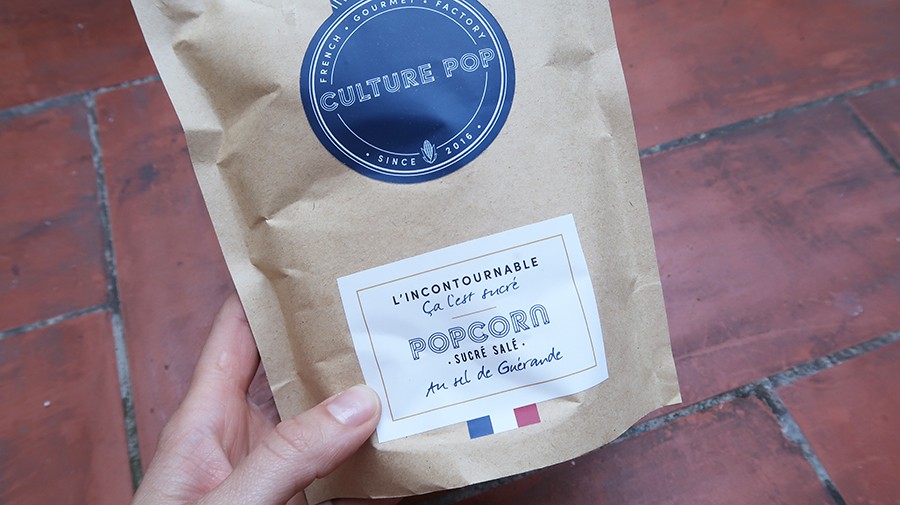 FRENCH • GOURMET • FACTORY
CULTURE POP
• SINCE 2016 •
L'INCONTOURNABLE
Ça l'est sucré
POPCORN
• SUCRÉ SALÉ •
Au sel de Guérande